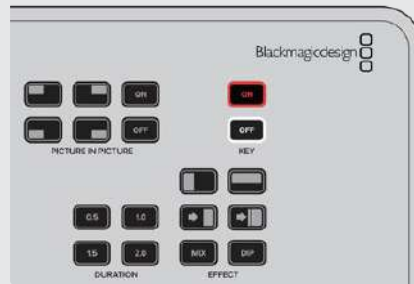 Blackmagicdesign
ON
ON
OFF
OFF
PICTURE IN PICTURE
KEY
0.5
1.0
1.5
2.0
MIX
DIP
DURATION
EFFECT